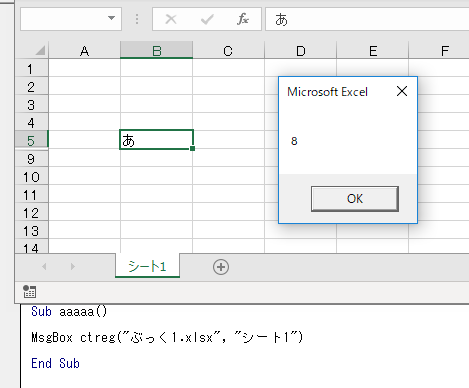 fx あ
A B C D E F
1
2
3
4
5 あ
9
10
11
12
13
14
Microsoft Excel
8
OK
シート1
Sub aaaaa()
MsgBox ctreg("ぶっく1.xlsx", "シート1")
End Sub